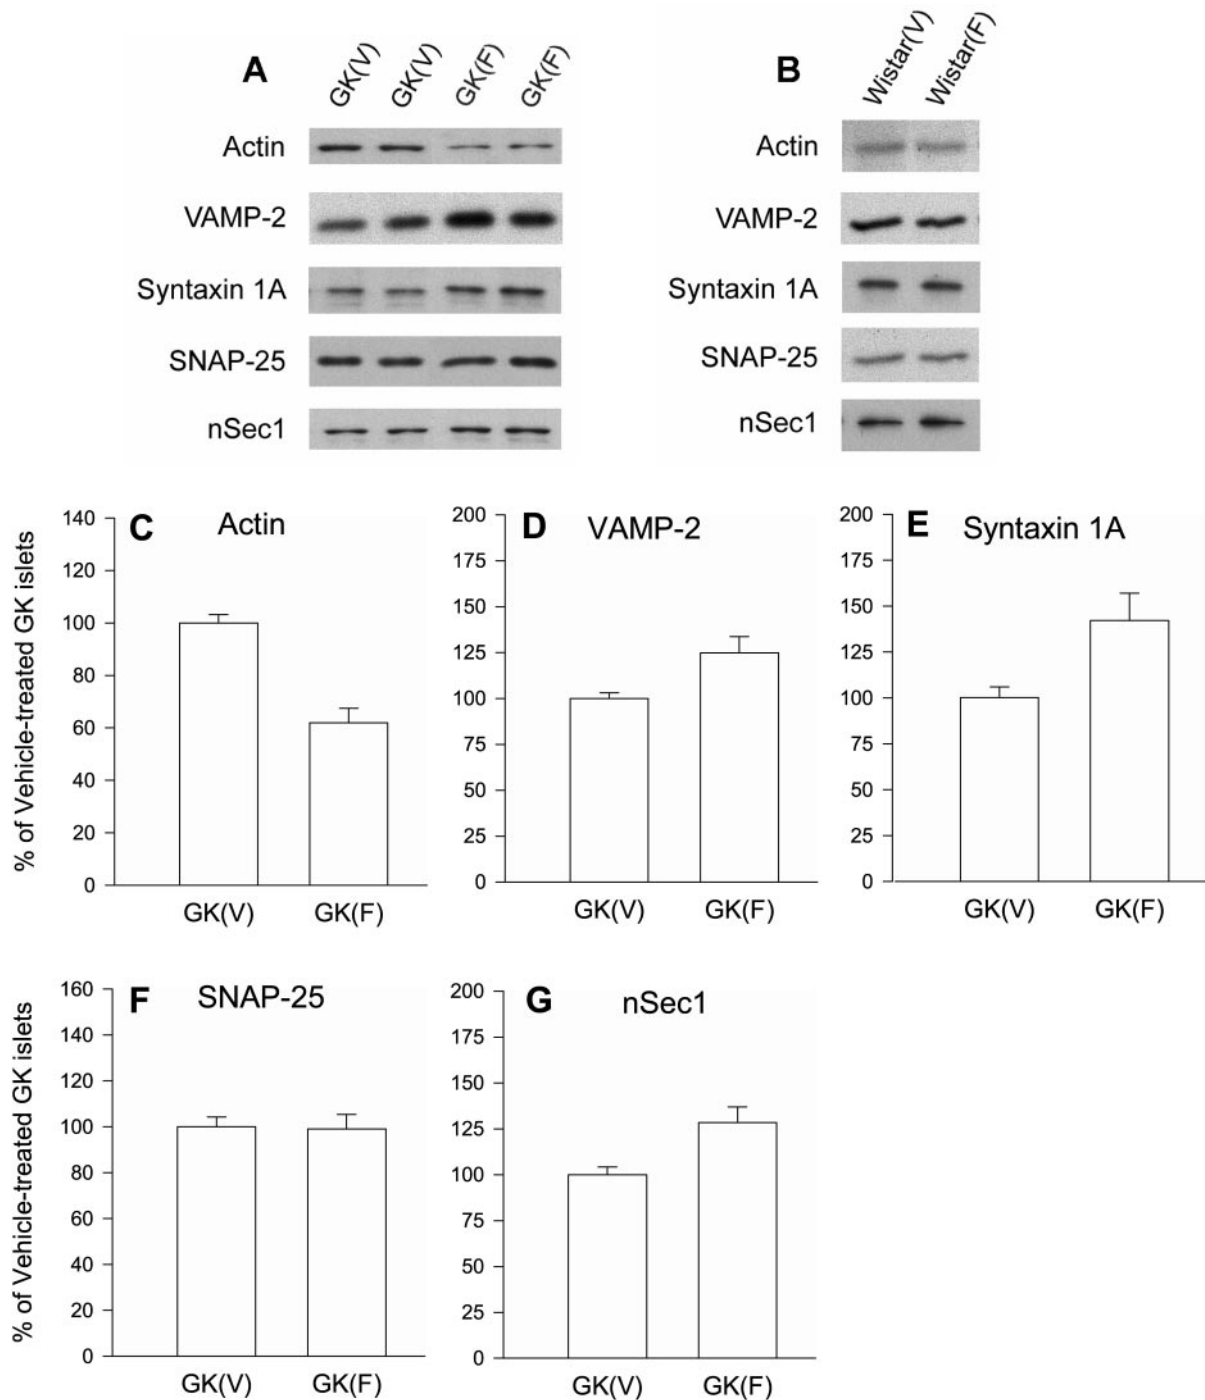 A
GK(V) GK(V) GK(F) GK(F)
Actin
VAMP-2
Syntaxin 1A
SNAP-25
nSec1
B
Wistar(V) Wistar(F)
Actin
VAMP-2
Syntaxin 1A
SNAP-25
nSec1
% of Vehicle-treated GK islets
C Actin
140
120
100
80
60
40
20
0
GK(V) GK(F)
D VAMP-2
200
175
150
125
100
75
50
25
0
GK(V) GK(F)
E Syntaxin 1A
200
175
150
125
100
75
50
25
0
GK(V) GK(F)
% of Vehicle-treated GK islets
F SNAP-25
160
140
120
100
80
60
40
20
0
GK(V) GK(F)
G nSec1
200
175
150
125
100
75
50
25
0
GK(V) GK(F)